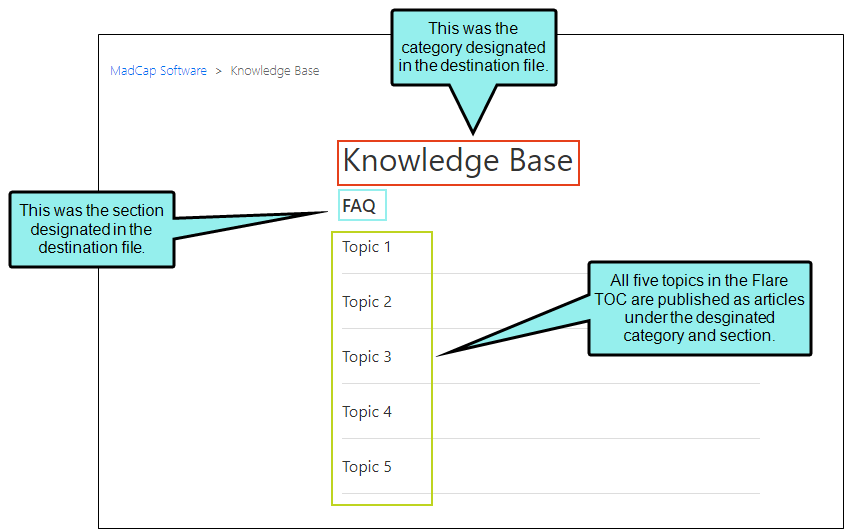 This was the
category designated
in the destination file.
MadCap Software > Knowledge Base
Knowledge Base
FAQ
This was the section
designated in the
destination file.
Topic 1
Topic 2
Topic 3
Topic 4
Topic 5
All five topics in the Flare
TOC are published as articles
under the desginated
category and section.